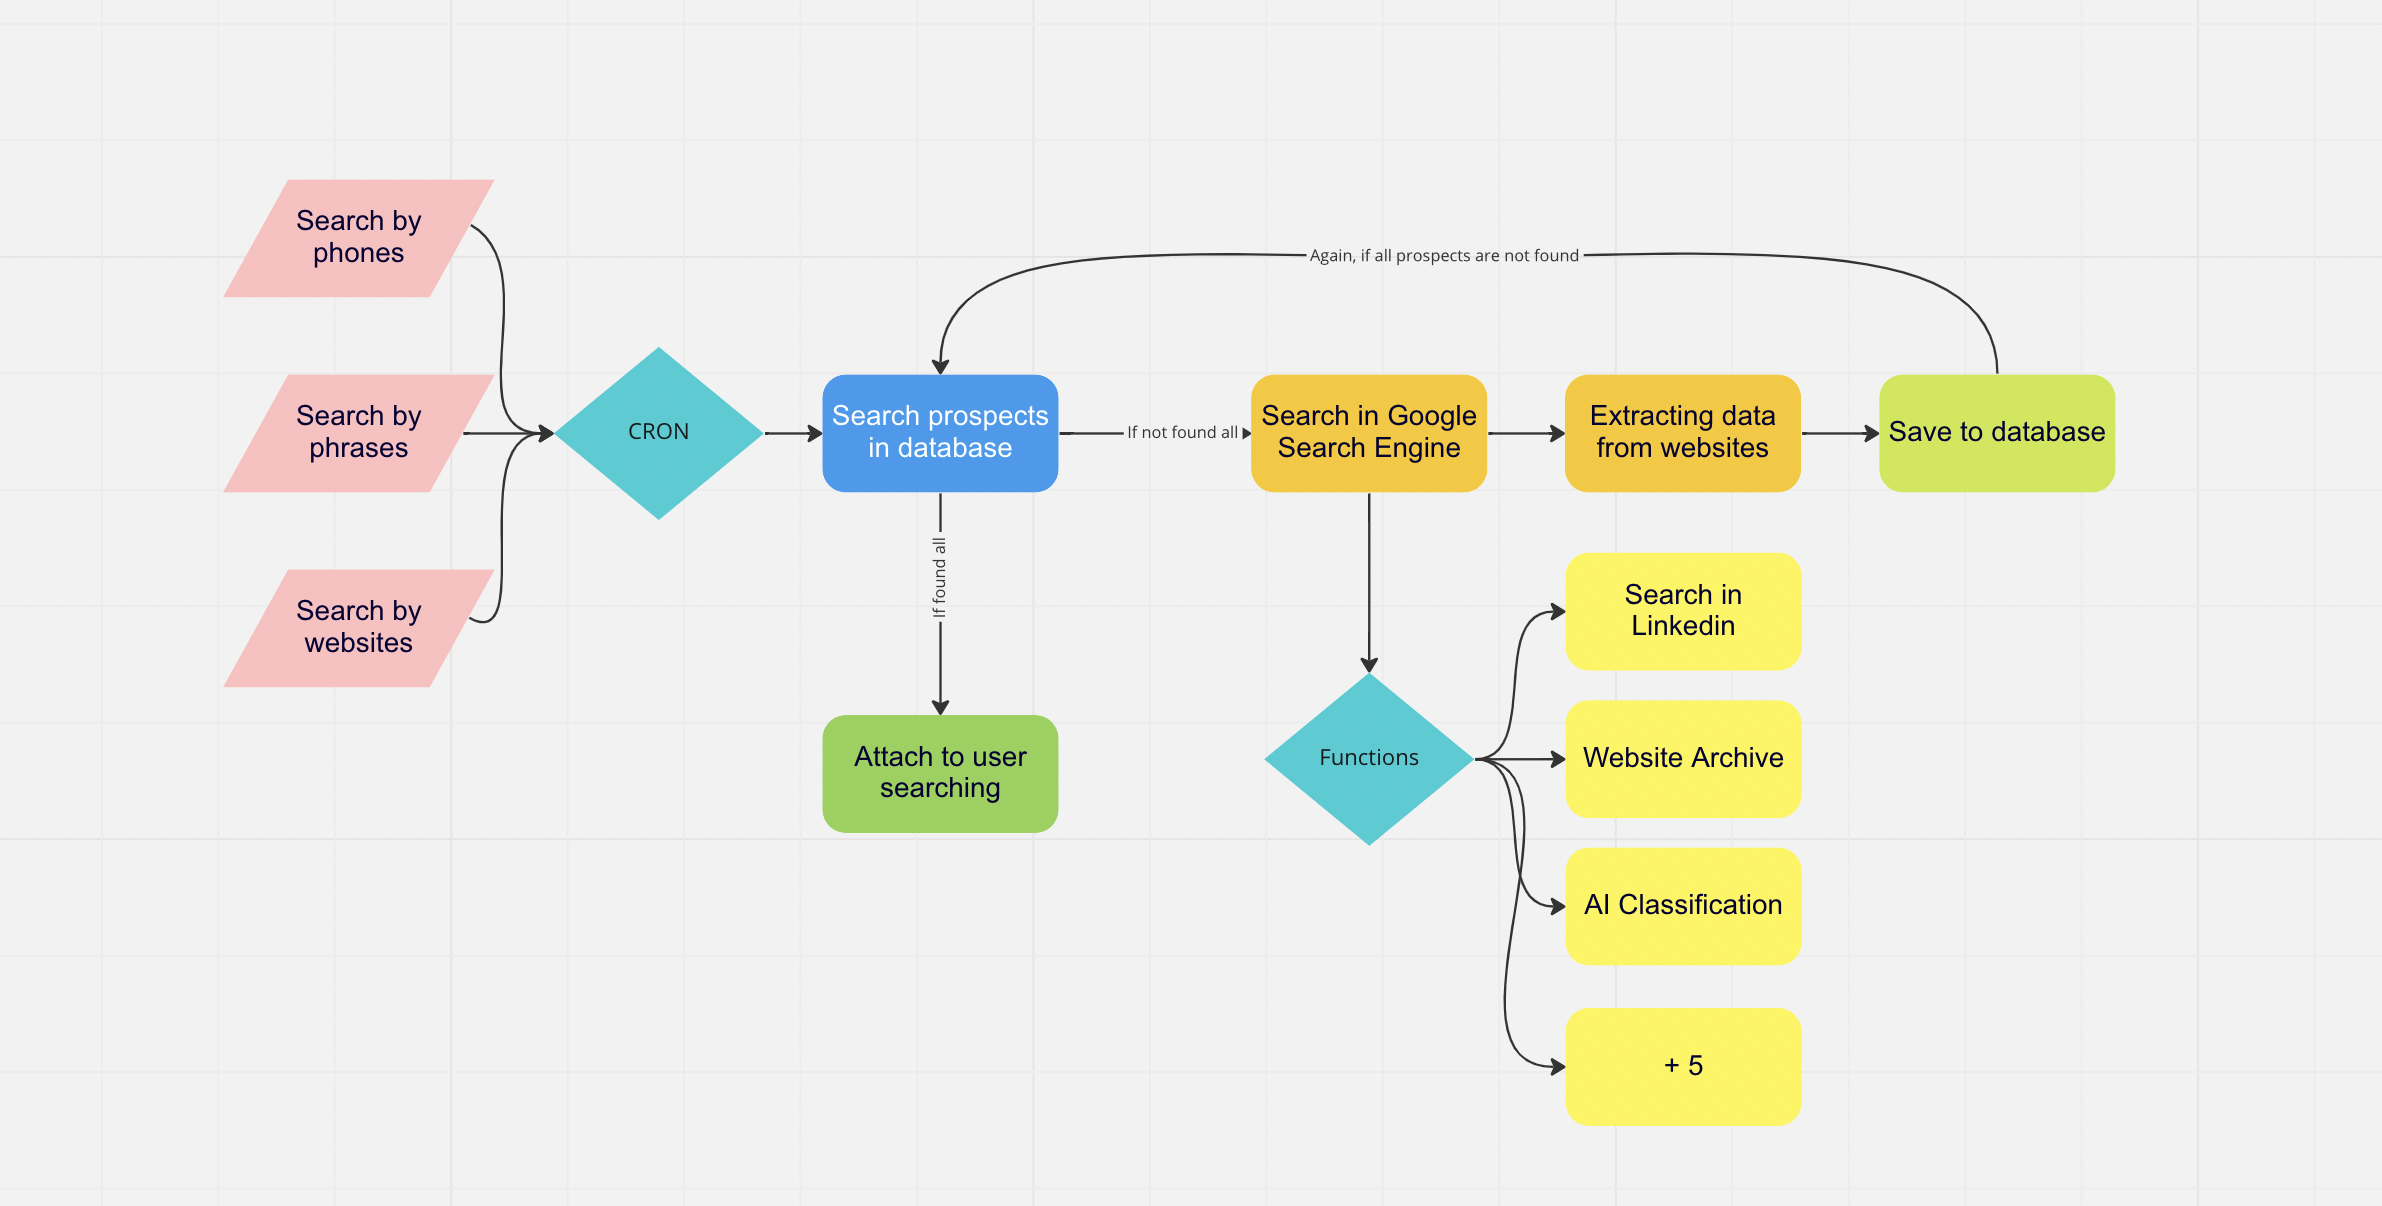 Search by
phones
Again, if all prospects are not found
Search by
phrases
CRON
Search prospects
in database
If not found all
Search in Google
Search Engine
Extracting data
from websites
Save to database
If found all
Search by
websites
Attach to user
searching
Functions
Search in
Linkedin
Website Archive
AI Classification
+ 5